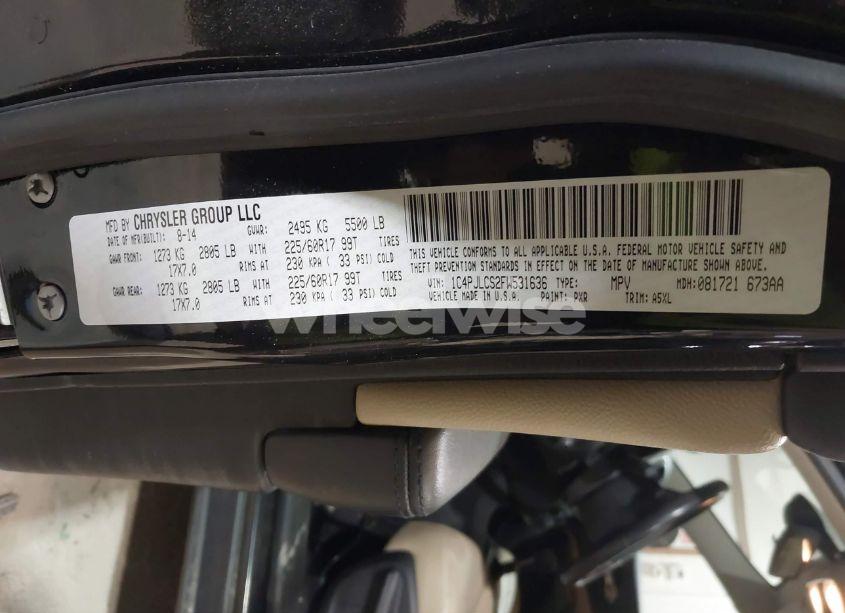 MFD BY CHRYSLER GROUP LLC
DATE OF MFR(BUILT): 8-14 GVWR: 2495 KG 5500 LB
GAWR FRONT: 1273 KG 2805 LB WITH 225/60R17 99T TIRES
17X7.0 RIMS AT 230 KPA ( 33 PSI) COLD
GAWR REAR: 1273 KG 2805 LB WITH 225/60R17 99T TIRES
17X7.0 RIMS AT 230 KPA ( 33 PSI) COLD
THIS VEHICLE CONFORMS TO ALL APPLICABLE U.S.A. FEDERAL MOTOR VEHICLE SAFETY AND
THEFT PREVENTION STANDARDS IN EFFECT ON THE DATE OF MANUFACTURE SHOWN ABOVE.
VIN: 1C4PJLCS2FW531636 TYPE: MPV MDH: 081721 673AA
VEHICLE MADE IN U.S.A. PAINT: PXR TRIM: A5XL
wheelwise